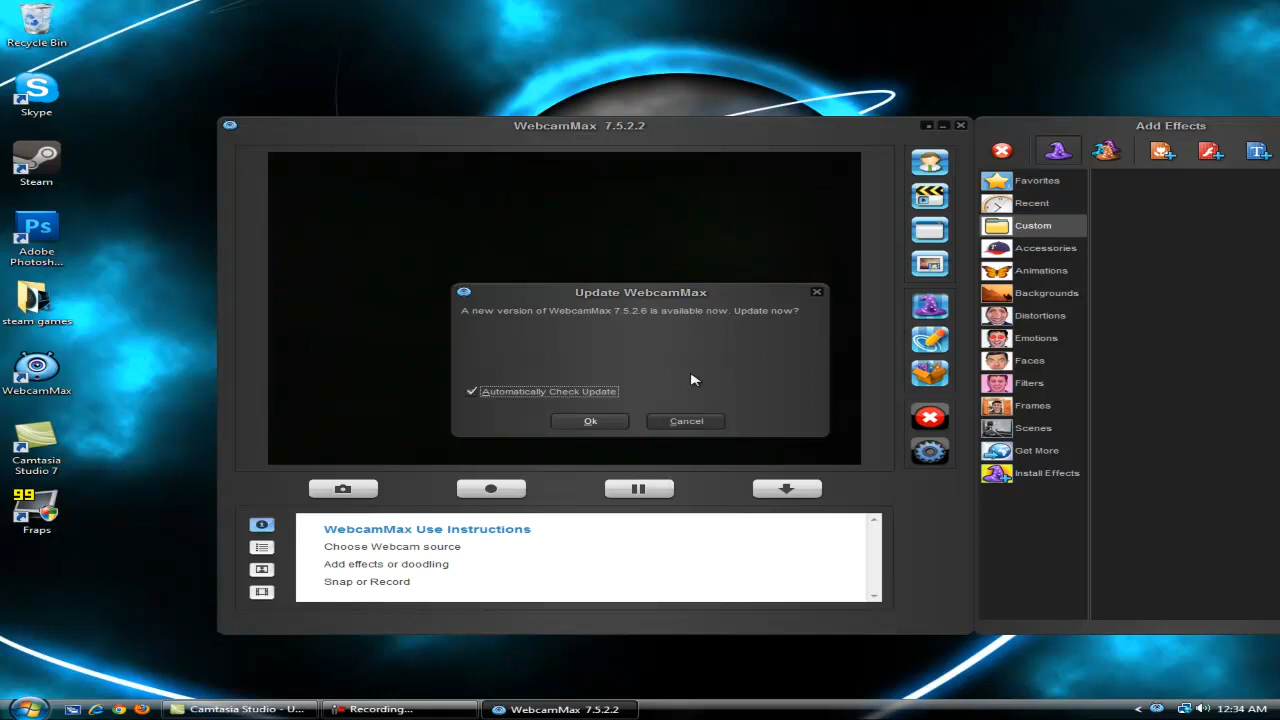 Recycle Bin
Skype
Steam
Ps
Adobe
Photosh...
steam games
WebcamMax
Camtasia
Studio 7
99
Fraps
WebcamMax 7.5.2.2
Update WebcamMax
A new version of WebcamMax 7.5.2.6 is available now. Update now?
Automatically Check Update
Ok
Cancel
WebcamMax Use Instructions
Choose Webcam source
Add effects or doodling
Snap or Record
Add Effects
Favorites
Recent
Custom
Accessories
Animations
Backgrounds
Distortions
Emotions
Faces
Filters
Frames
Scenes
Get More
Install Effects
Camtasia Studio - U...
Recording...
WebcamMax 7.5.2.2
12:34 AM